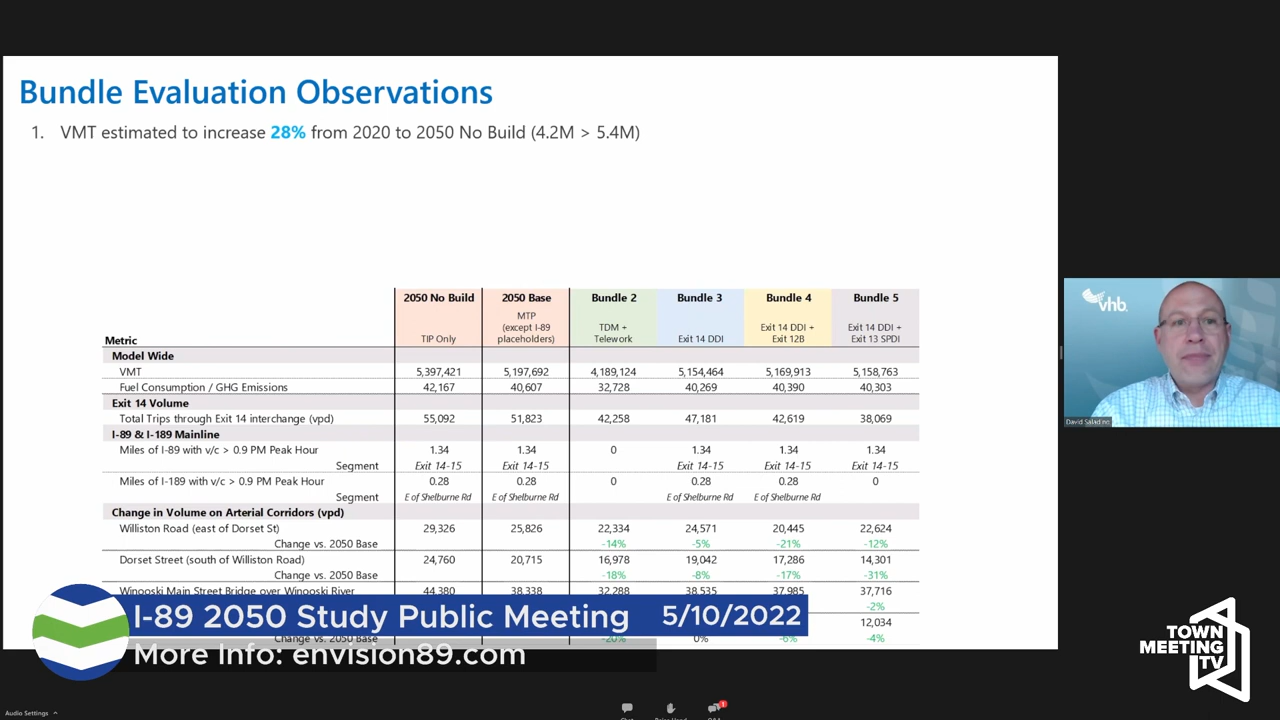 Bundle Evaluation Observations
1. VMT estimated to increase 28% from 2020 to 2050 No Build (4.2M > 5.4M)
2050 No Build 2050 Base Bundle 2 Bundle 3 Bundle 4 Bundle 5
MTP
(except I-89 TDM + Exit 14 DDI + Exit 14 DDI +
Metric TIP Only placeholders) Telework Exit 14 DDI Exit 12B Exit 13 SPDI
Model Wide
VMT 5,397,421 5,197,692 4,189,124 5,154,464 5,169,913 5,158,763
Fuel Consumption / GHG Emissions 42,167 40,607 32,728 40,269 40,390 40,303
Exit 14 Volume
Total Trips through Exit 14 interchange (vpd) 55,092 51,823 42,258 47,181 42,619 38,069
I-89 & I-189 Mainline
Miles of I-89 with v/c > 0.9 PM Peak Hour 1.34 1.34 0 1.34 1.34 1.34
Segment Exit 14-15 Exit 14-15 Exit 14-15 Exit 14-15 Exit 14-15
Miles of I-189 with v/c > 0.9 PM Peak Hour 0.28 0.28 0 0.28 0.28 0
Segment E of Shelburne Rd E of Shelburne Rd E of Shelburne Rd E of Shelburne Rd
Change in Volume on Arterial Corridors (vpd)
Williston Road (east of Dorset St) 29,326 25,826 22,334 24,571 20,445 22,624
Change vs. 2050 Base -14% -5% -21% -12%
Dorset Street (south of Williston Road) 24,760 20,715 16,978 19,042 17,286 14,301
Change vs. 2050 Base -18% -8% -17% -31%
Winooski Main Street Bridge over Winooski River 44,380 38,338 32,288 38,535 37,985 37,716
-2%
12,034
Change vs. 2050 Base -20% 0% -6% -4%
I-89 2050 Study Public Meeting 5/10/2022
More Info: envision89.com
vhb
David Saladino
TOWN
MEETING
TV
Audio Settings